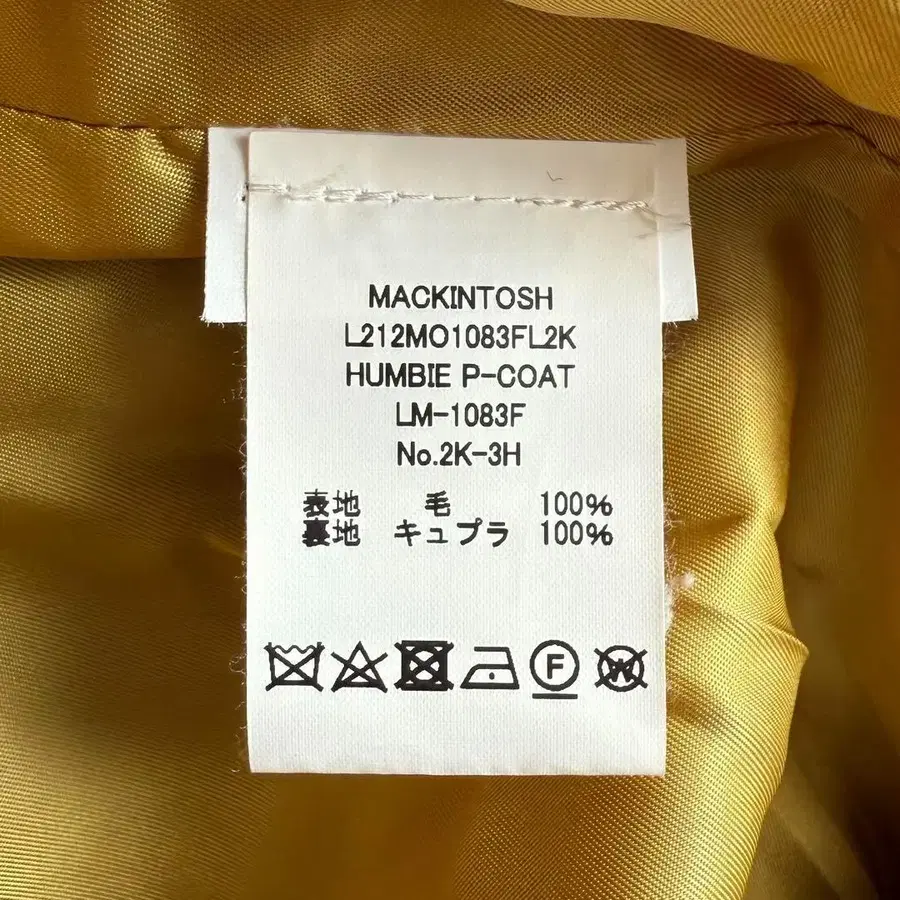 MACKINTOSH
L212MO1083FL2K
HUMBIE P-COAT
LM-1083F
No.2K-3H
表地 毛 100%
裏地 キュプラ 100%
F W